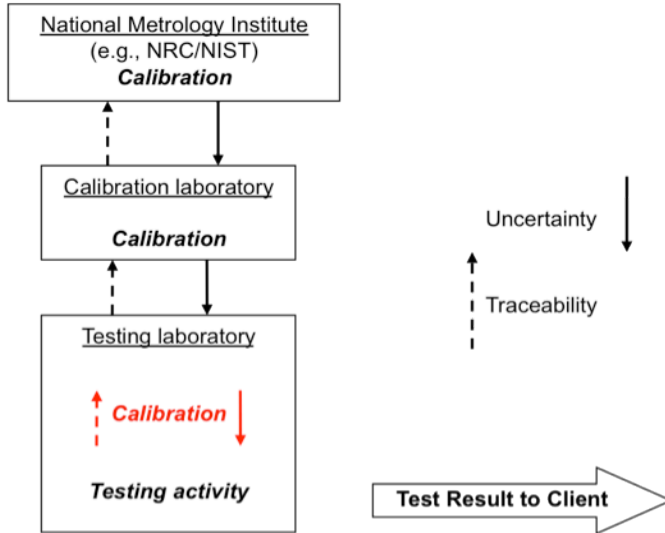 National Metrology Institute
(e.g., NRC/NIST)
Calibration
Calibration laboratory
Calibration
Testing laboratory
Calibration
Testing activity
Uncertainty
Traceability
Test Result to Client